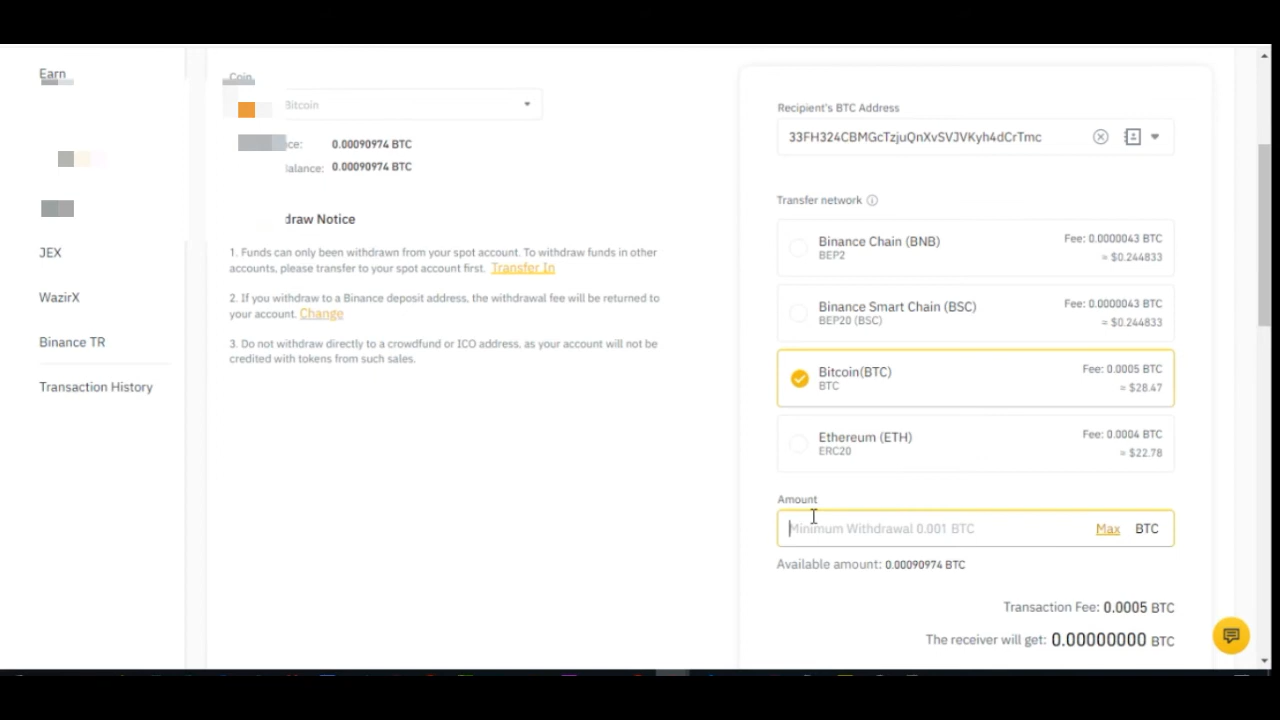 Earn
JEX
WazirX
Binance TR
Transaction History
Coin
Bitcoin
0.00090974 BTC
0.00090974 BTC
draw Notice
1. Funds can only been withdrawn from your spot account. To withdraw funds in other
accounts, please transfer to your spot account first. Transfer In
2. If you withdraw to a Binance deposit address, the withdrawal fee will be returned to
your account. Change
3. Do not withdraw directly to a crowdfund or ICO address, as your account will not be
credited with tokens from such sales.
Recipient's BTC Address
33FH324CBMGcTzjuQnXvSVJVKyh4dCrTmc
Transfer network
Binance Chain (BNB) Fee: 0.0000043 BTC
BEP2 ≈ $0.244833
Binance Smart Chain (BSC) Fee: 0.0000043 BTC
BEP20 (BSC) ≈ $0.244833
Bitcoin(BTC) Fee: 0.0005 BTC
BTC ≈ $28.47
Ethereum (ETH) Fee: 0.0004 BTC
ERC20 ≈ $22.78
Amount
Minimum Withdrawal 0.001 BTC Max BTC
Available amount: 0.00090974 BTC
Transaction Fee: 0.0005 BTC
The receiver will get: 0.00000000 BTC